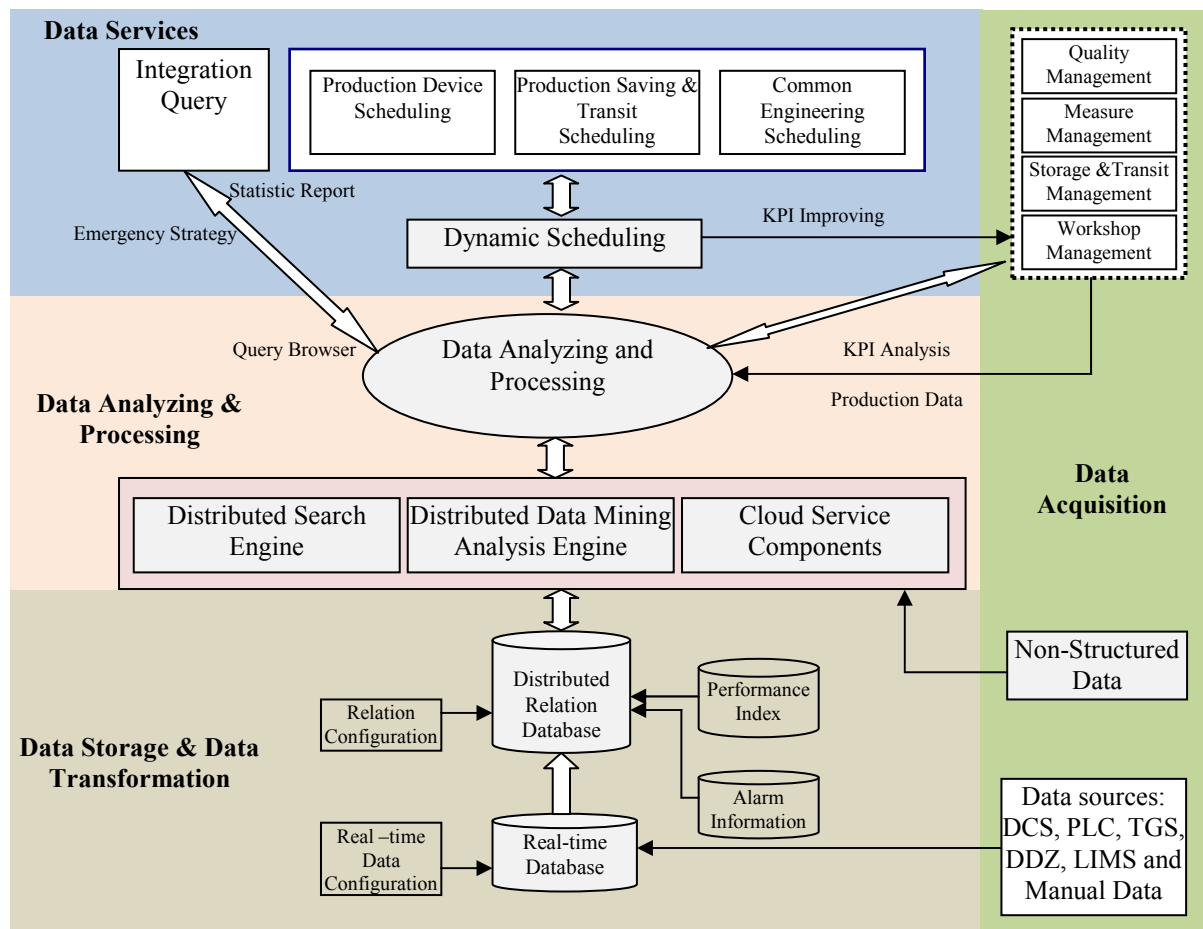 Data Services
Integration
Query
Production Device
Scheduling
Production Saving &
Transit
Scheduling
Common
Engineering
Scheduling
Quality
Management
Measure
Management
Storage &Transit
Management
Workshop
Management
Statistic Report
Emergency Strategy
Dynamic Scheduling
KPI Improving
Query Browser
Data Analyzing and
Processing
KPI Analysis
Production Data
Data Analyzing &
Processing
Distributed Search
Engine
Distributed Data Mining
Analysis Engine
Cloud Service
Components
Data
Acquisition
Non-Structured
Data
Distributed
Relation
Database
Performance
Index
Relation
Configuration
Data Storage & Data
Transformation
Alarm
Information
Real –time
Data
Configuration
Real-time
Database
Data sources:
DCS, PLC, TGS,
DDZ, LIMS and
Manual Data